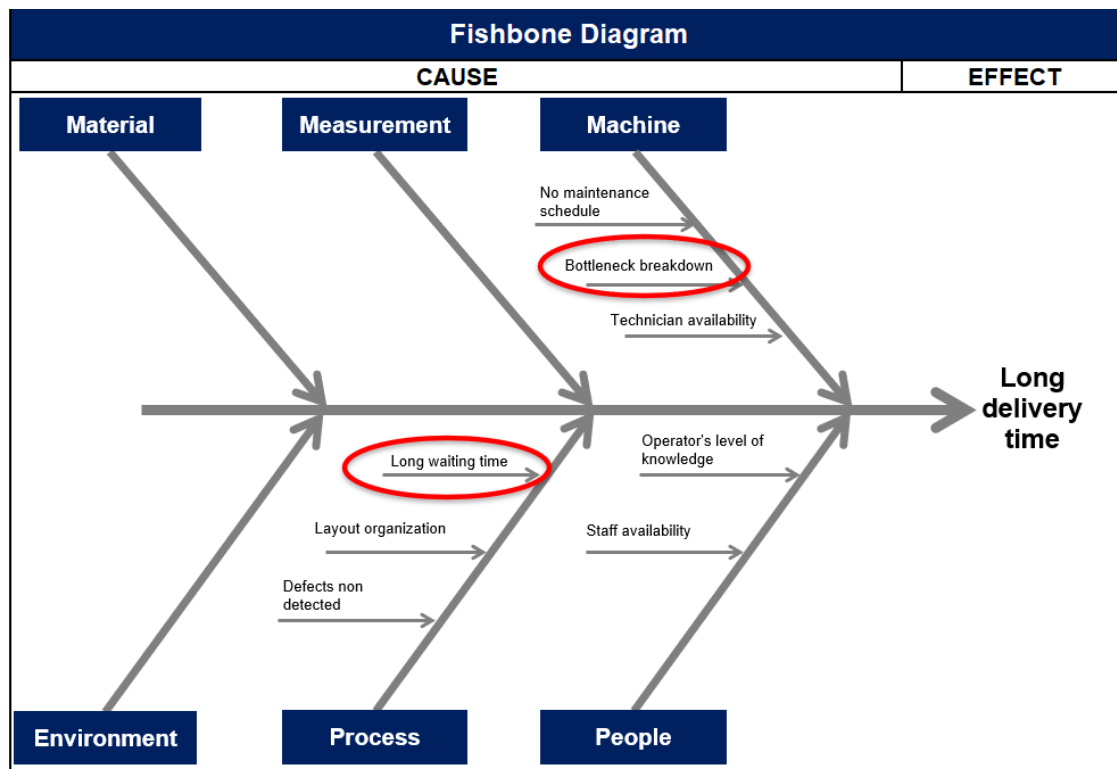 Fishbone Diagram
CAUSE
EFFECT
Material
Measurement
Machine
No maintenance
schedule
Bottleneck breakdown
Technician availability
Long
delivery
time
Long waiting time
Operator's level of
knowledge
Layout organization
Staff availability
Defects non
detected
Environment
Process
People